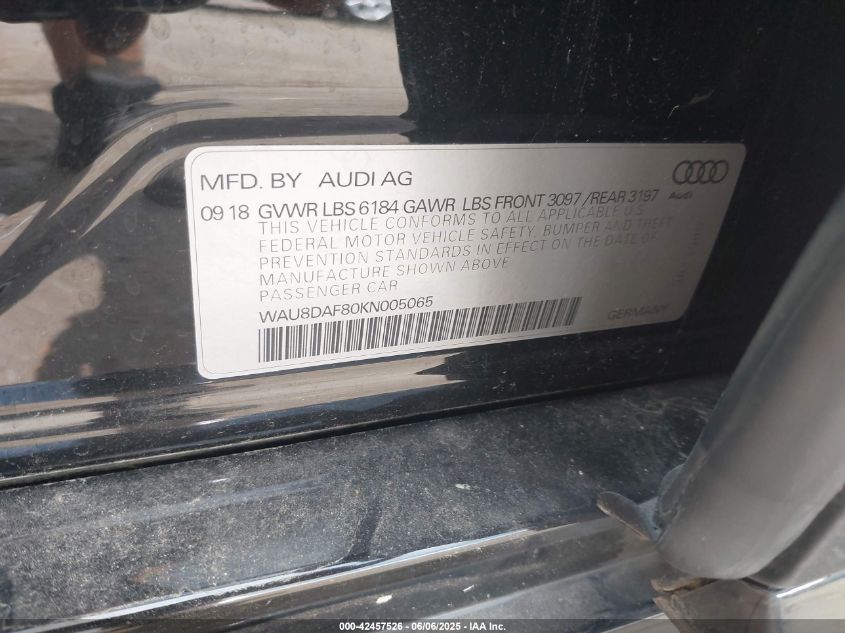 MFD. BY AUDI AG
09 18 GVWR LBS 6184 GAWR LBS FRONT 3097 /REAR 3197
THIS VEHICLE CONFORMS TO ALL APPLICABLE U.S.
FEDERAL MOTOR VEHICLE SAFETY, BUMPER AND THEFT
PREVENTION STANDARDS IN EFFECT ON THE DATE OF
MANUFACTURE SHOWN ABOVE
PASSENGER CAR
WAU8DAF80KN005065
Audi
GERMANY
000-42457526 - 06/06/2025 - IAA Inc.